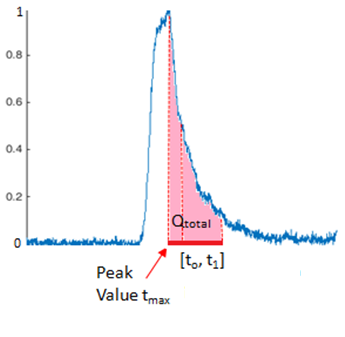 1
0.8
0.6
0.4
0.2
0
Qtotal
[to, t1]
Peak
Value tmax